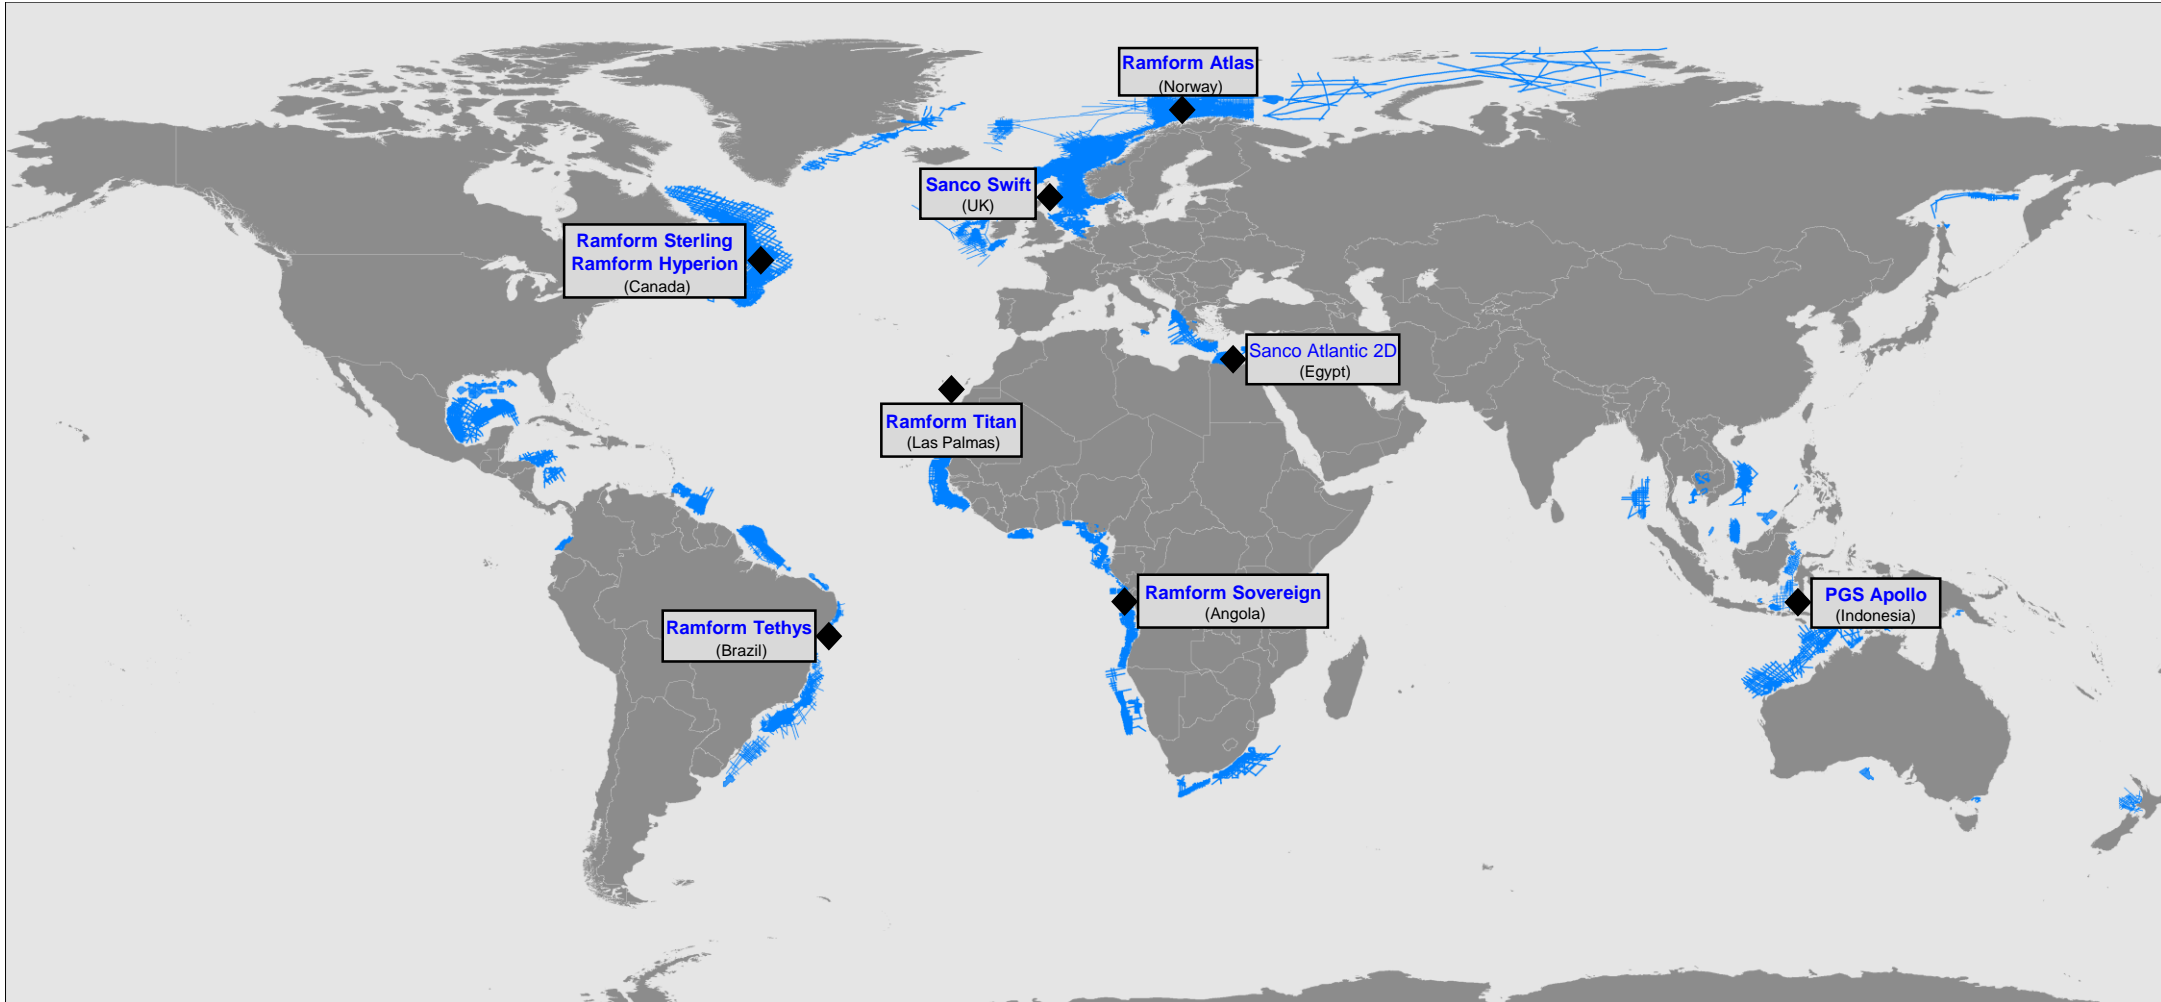 Ramform Atlas
(Norway)
Sanco Swift
(UK)
Ramform Sterling
Ramform Hyperion
(Canada)
Sanco Atlantic 2D
(Egypt)
Ramform Titan
(Las Palmas)
Ramform Sovereign
(Angola)
PGS Apollo
(Indonesia)
Ramform Tethys
(Brazil)